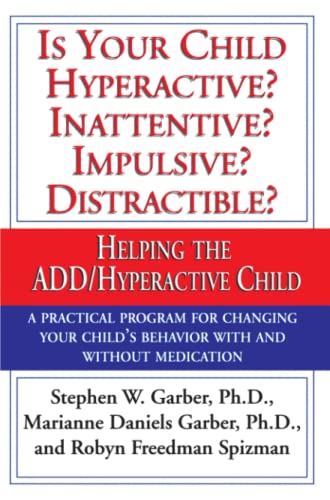 IS YOUR CHILD
HYPERACTIVE?
INATTENTIVE?
IMPULSIVE?
DISTRACTIBLE?
HELPING THE
ADD/HYPERACTIVE CHILD
A PRACTICAL PROGRAM FOR CHANGING
YOUR CHILD'S BEHAVIOR WITH AND
WITHOUT MEDICATION
Stephen W. Garber, Ph.D.,
Marianne Daniels Garber, Ph.D.,
and Robyn Freedman Spizman